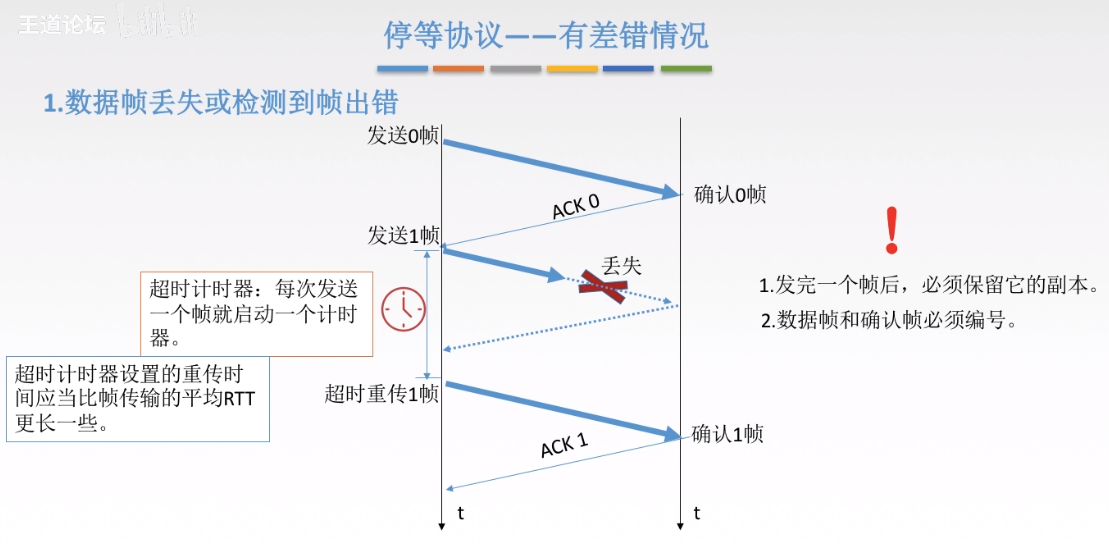 王道论坛
停等协议——有差错情况
1.数据帧丢失或检测到帧出错
发送0帧
确认0帧
ACK 0
发送1帧
丢失
超时计时器：每次发送
一个帧就启动一个计时
器。
超时计时器设置的重传时
间应当比帧传输的平均RTT
更长一些。
超时重传1帧
确认1帧
ACK 1
t
t
！
1.发完一个帧后，必须保留它的副本。
2.数据帧和确认帧必须编号。